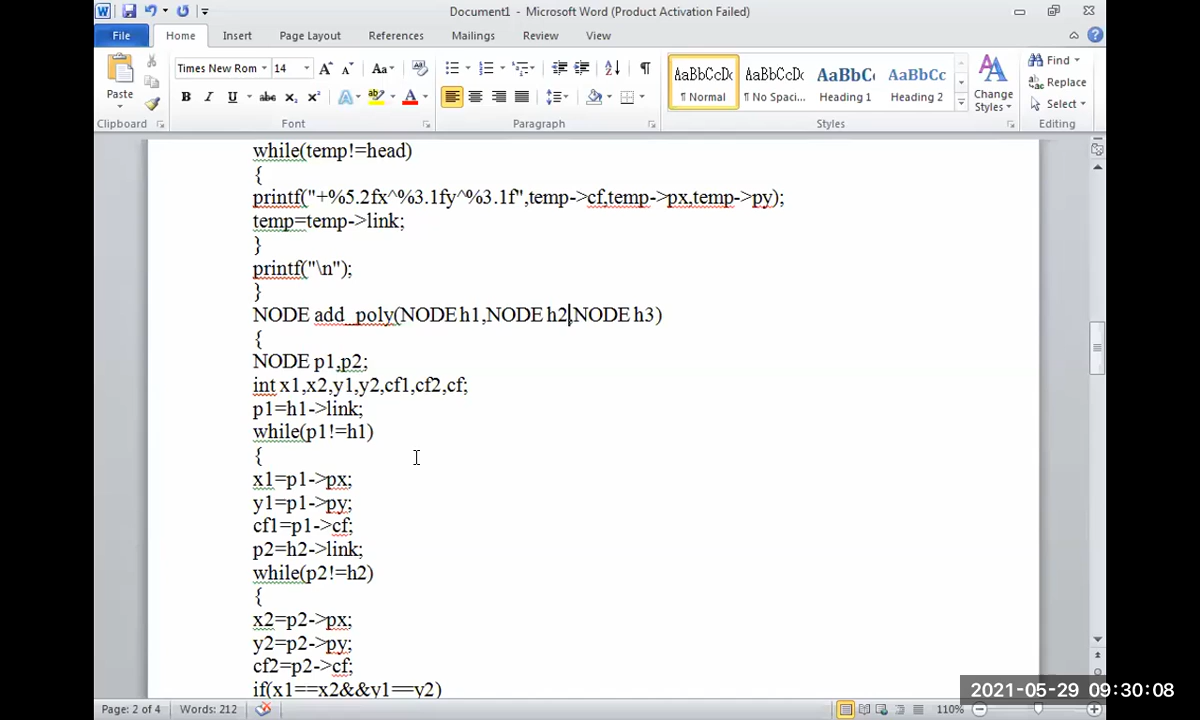 Document1 - Microsoft Word (Product Activation Failed)
File Home Insert Page Layout References Mailings Review View
Times New Rom 14
Paste
AaBbCcDc AaBbCcDc AaBbCc AaBbCc
¶ Normal ¶ No Spaci... Heading 1 Heading 2
Change Styles
Find
Replace
Select
Clipboard Font Paragraph Styles Editing
while(temp!=head)
{
printf("+%5.2fx^%3.1fy^%3.1f",temp->cf,temp->px,temp->py);
temp=temp->link;
}
printf("\n");
}
NODE add_poly(NODE h1,NODE h2,NODE h3)
{
NODE p1,p2;
int x1,x2,y1,y2,cf1,cf2,cf;
p1=h1->link;
while(p1!=h1)
{
x1=p1->px;
y1=p1->py;
cf1=p1->cf;
p2=h2->link;
while(p2!=h2)
{
x2=p2->px;
y2=p2->py;
cf2=p2->cf;
if(x1==x2&&y1==y2)
Page: 2 of 4 Words: 212 110%
2021-05-29 09:30:08